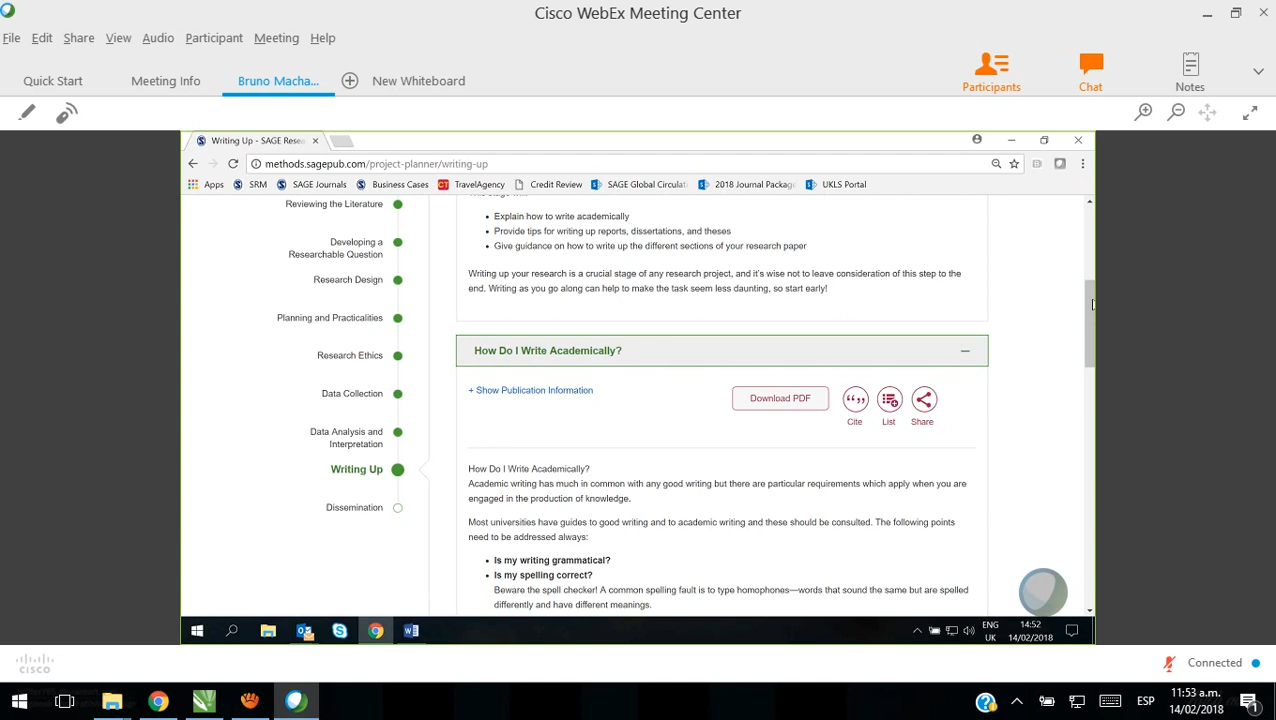 Cisco WebEx Meeting Center
File Edit Share View Audio Participant Meeting Help
Quick Start Meeting Info Bruno Macha... New Whiteboard
Participants Chat Notes
Writing Up - SAGE Resea
methods.sagepub.com/project-planner/writing-up
Apps SRM SAGE Journals Business Cases CT TravelAgency Credit Review SAGE Global Circulati 2018 Journal Package UKLS Portal
Reviewing the Literature
Developing a
Researchable Question
Research Design
Planning and Practicalities
Research Ethics
Data Collection
Data Analysis and
Interpretation
Writing Up
Dissemination
Explain how to write academically
Provide tips for writing up reports, dissertations, and theses
Give guidance on how to write up the different sections of your research paper
Writing up your research is a crucial stage of any research project, and it's wise not to leave consideration of this step to the
end. Writing as you go along can help to make the task seem less daunting, so start early!
How Do I Write Academically?
+ Show Publication Information
Download PDF
Cite List Share
How Do I Write Academically?
Academic writing has much in common with any good writing but there are particular requirements which apply when you are
engaged in the production of knowledge.
Most universities have guides to good writing and to academic writing and these should be consulted. The following points
need to be addressed always:
Is my writing grammatical?
Is my spelling correct?
Beware the spell checker! A common spelling fault is to type homophones—words that sound the same but are spelled
differently and have different meanings.
ENG
UK
14:52
14/02/2018
cisco
Connected
ESP
11:53 a.m.
14/02/2018
1